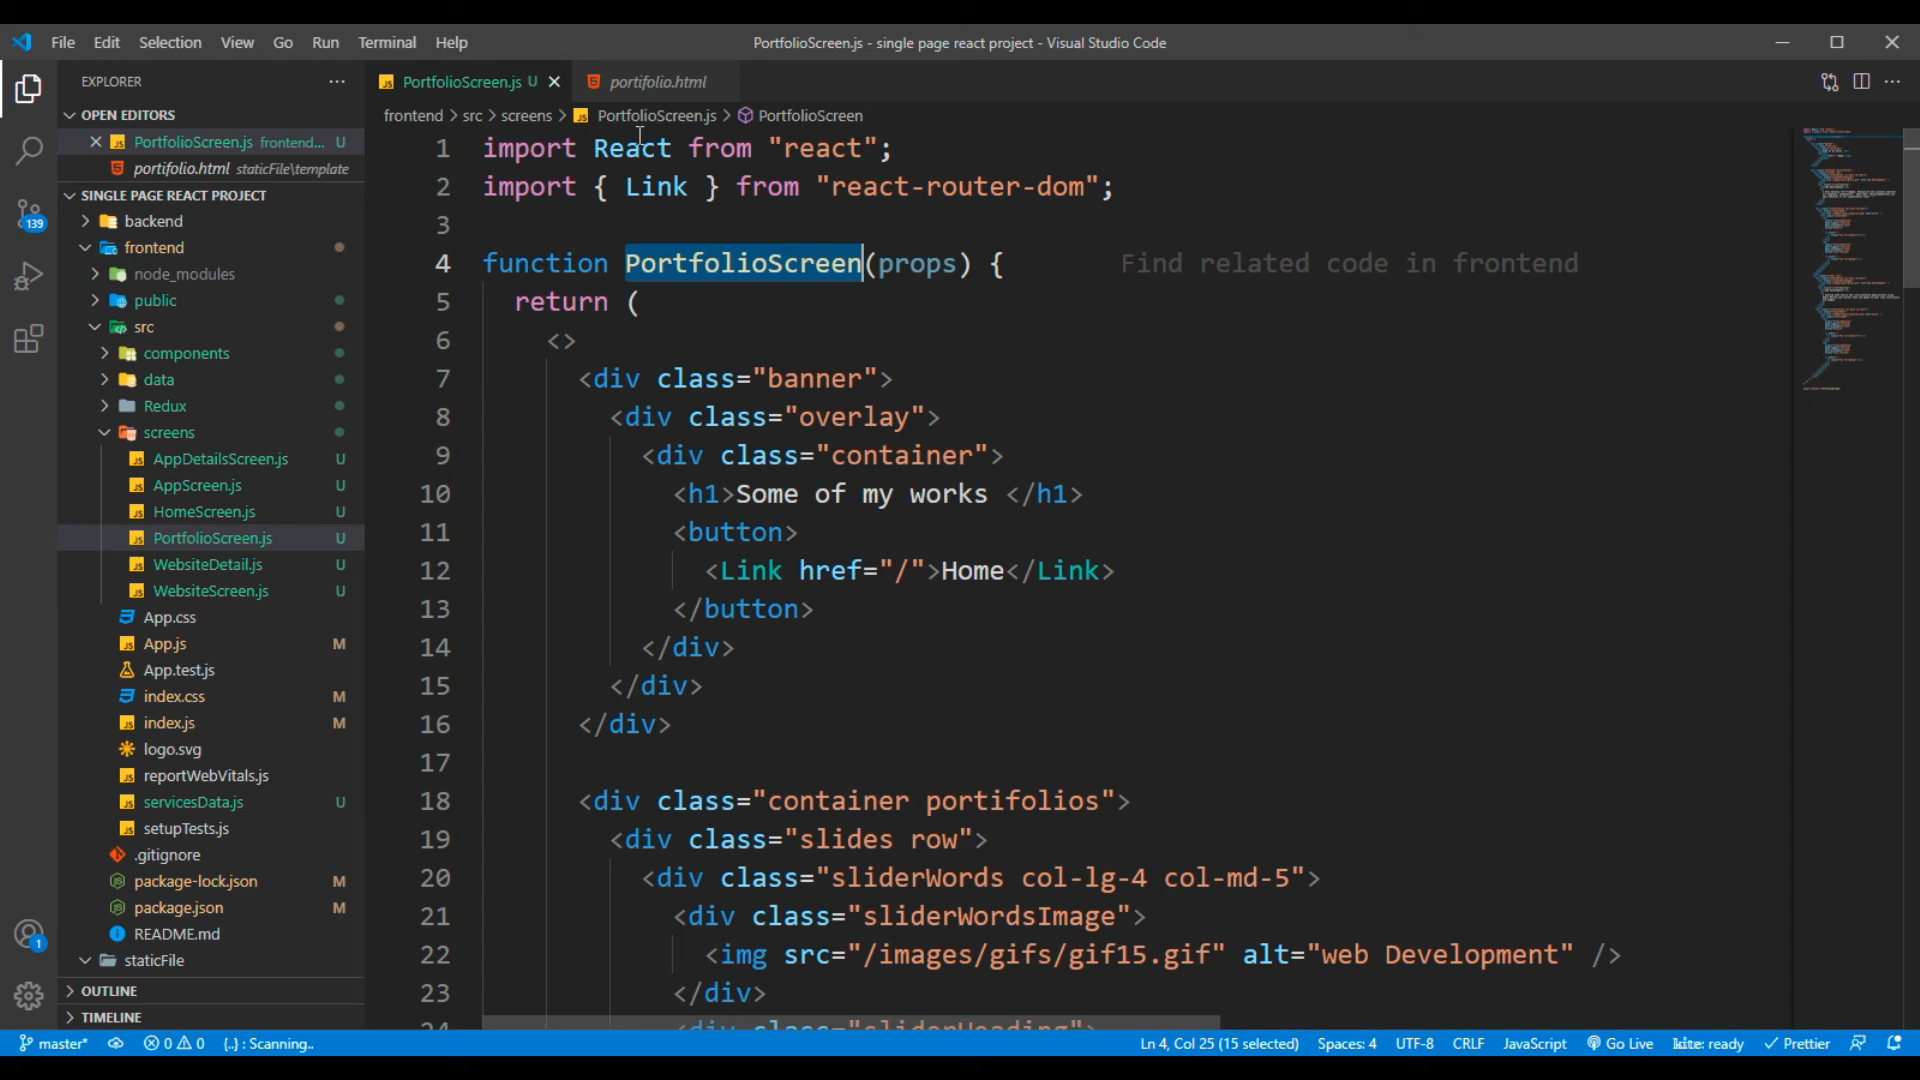 File Edit Selection View Go Run Terminal Help PortfolioScreen.js - single page react project - Visual Studio Code
EXPLORER
OPEN EDITORS
PortfolioScreen.js frontend... U
portifolio.html staticFile\template
SINGLE PAGE REACT PROJECT
backend
frontend
node_modules
public
src
components
data
Redux
screens
AppDetailsScreen.js U
AppScreen.js U
HomeScreen.js U
PortfolioScreen.js U
WebsiteDetail.js U
WebsiteScreen.js U
App.css
App.js M
App.test.js
index.css M
index.js M
logo.svg
reportWebVitals.js
servicesData.js U
setupTests.js
.gitignore
package-lock.json M
package.json M
README.md
staticFile
OUTLINE
TIMELINE
139
1
PortfolioScreen.js U portifolio.html
frontend > src > screens > PortfolioScreen.js > PortfolioScreen
1 import React from "react";
2 import { Link } from "react-router-dom";
3
4 function PortfolioScreen(props) { Find related code in frontend
5 return (
6 <>
7 <div class="banner">
8 <div class="overlay">
9 <div class="container">
10 <h1>Some of my works </h1>
11 <button>
12 <Link href="/">Home</Link>
13 </button>
14 </div>
15 </div>
16 </div>
17
18 <div class="container portifolios">
19 <div class="slides row">
20 <div class="sliderWords col-lg-4 col-md-5">
21 <div class="sliderWordsImage">
22 <img src="/images/gifs/gif15.gif" alt="web Development" />
23 </div>
24 <div class="sliderHeading">
master* 0 0 {..} : Scanning.. Ln 4, Col 25 (15 selected) Spaces: 4 UTF-8 CRLF JavaScript Go Live kite: ready Prettier